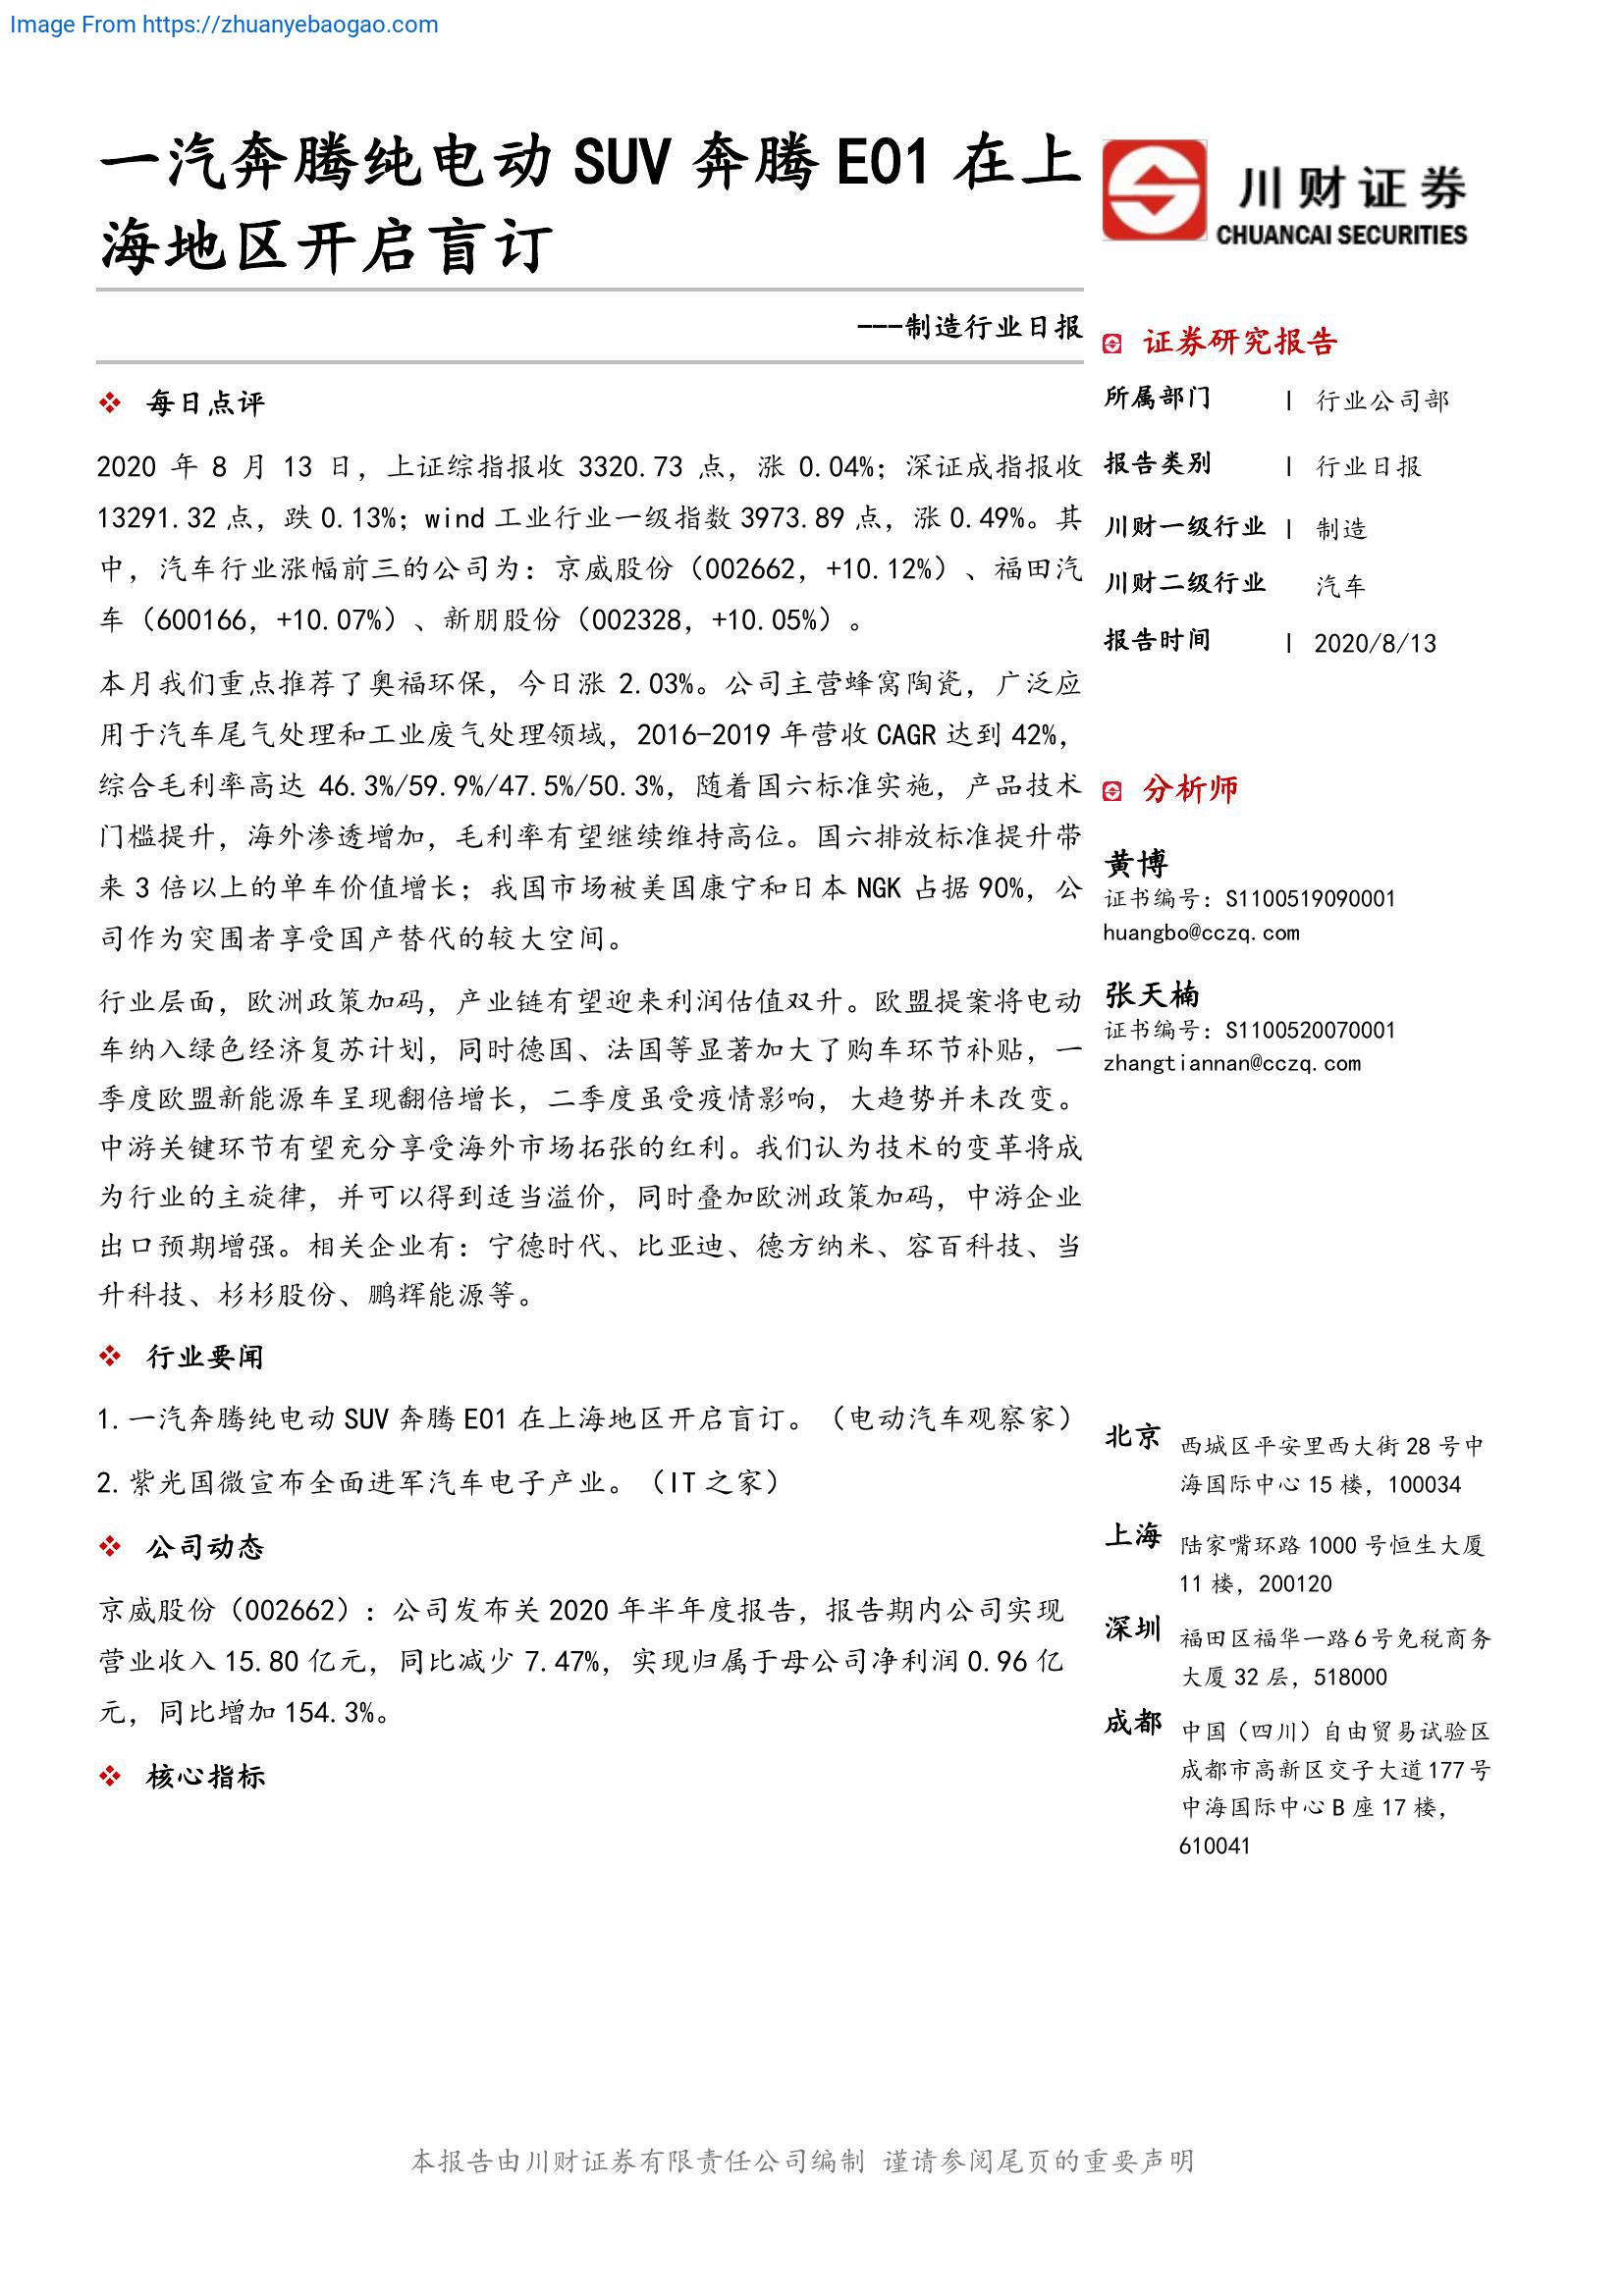 Image From https://zhuanyebaogao.com
一汽奔腾纯电动 SUV 奔腾 E01 在上
海地区开启盲订
---制造行业日报
每日点评
2020 年 8 月 13 日，上证综指报收 3320.73 点，涨 0.04%；深证成指报收
13291.32 点，跌 0.13%；wind 工业行业一级指数 3973.89 点，涨 0.49%。其
中，汽车行业涨幅前三的公司为：京威股份（002662，+10.12%）、福田汽
车（600166，+10.07%）、新朋股份（002328，+10.05%）。
本月我们重点推荐了奥福环保，今日涨 2.03%。公司主营蜂窝陶瓷，广泛应
用于汽车尾气处理和工业废气处理领域，2016-2019 年营收 CAGR 达到 42%，
综合毛利率高达 46.3%/59.9%/47.5%/50.3%，随着国六标准实施，产品技术
门槛提升，海外渗透增加，毛利率有望继续维持高位。国六排放标准提升带
来 3 倍以上的单车价值增长；我国市场被美国康宁和日本 NGK 占据 90%，公
司作为突围者享受国产替代的较大空间。
行业层面，欧洲政策加码，产业链有望迎来利润估值双升。欧盟提案将电动
车纳入绿色经济复苏计划，同时德国、法国等显著加大了购车环节补贴，一
季度欧盟新能源车呈现翻倍增长，二季度虽受疫情影响，大趋势并未改变。
中游关键环节有望充分享受海外市场拓张的红利。我们认为技术的变革将成
为行业的主旋律，并可以得到适当溢价，同时叠加欧洲政策加码，中游企业
出口预期增强。相关企业有：宁德时代、比亚迪、德方纳米、容百科技、当
升科技、杉杉股份、鹏辉能源等。
行业要闻
1. 一汽奔腾纯电动 SUV 奔腾 E01 在上海地区开启盲订。（电动汽车观察家）
2. 紫光国微宣布全面进军汽车电子产业。（IT 之家）
公司动态
京威股份（002662）：公司发布关 2020 年半年度报告，报告期内公司实现
营业收入 15.80 亿元，同比减少 7.47%，实现归属于母公司净利润 0.96 亿
元，同比增加 154.3%。
核心指标
川财证券
CHUANCAI SECURITIES
证券研究报告
所属部门 | 行业公司部
报告类别 | 行业日报
川财一级行业 | 制造
川财二级行业 汽车
报告时间 | 2020/8/13
分析师
黄博
证书编号：S1100519090001
huangbo@cczq.com
张天楠
证书编号：S1100520070001
zhangtiannan@cczq.com
北京 西城区平安里西大街 28 号中
海国际中心 15 楼，100034
上海 陆家嘴环路 1000 号恒生大厦
11 楼，200120
深圳 福田区福华一路 6 号免税商务
大厦 32 层，518000
成都 中国（四川）自由贸易试验区
成都市高新区交子大道 177 号
中海国际中心 B 座 17 楼，
610041
本报告由川财证券有限责任公司编制 谨请参阅尾页的重要声明